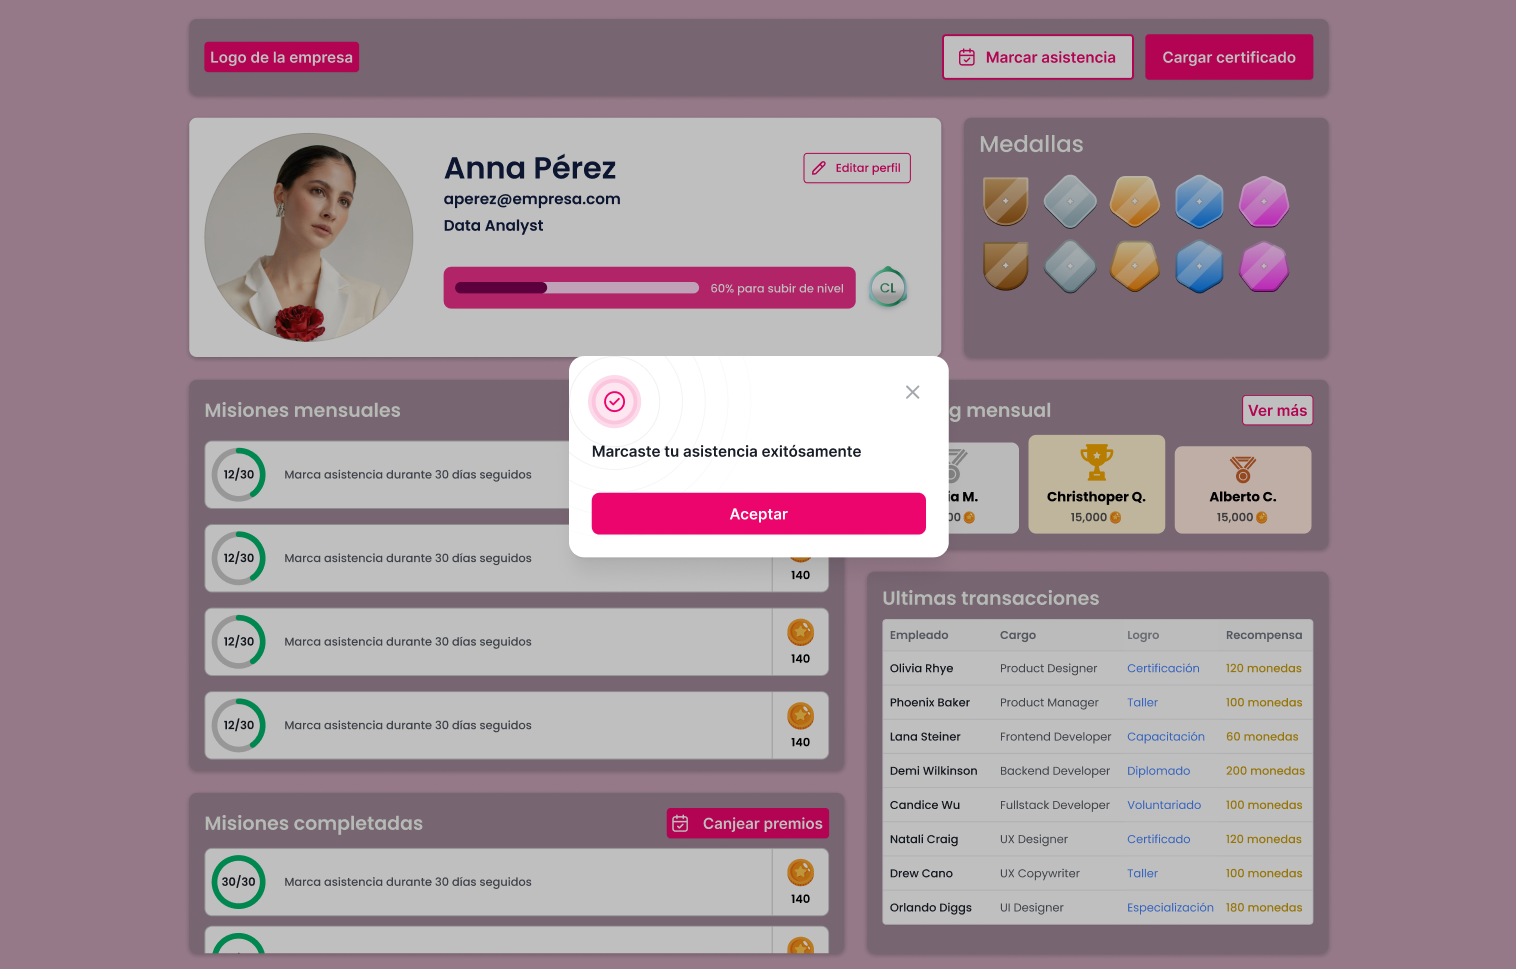 Logo de la empresa
Marcar asistencia
Cargar certificado
Anna Pérez
aperez@empresa.com
Data Analyst
Editar perfil
60% para subir de nivel
CL
Medallas
Misiones mensuales
12/30
Marca asistencia durante 30 días seguidos
12/30
Marca asistencia durante 30 días seguidos
140
12/30
Marca asistencia durante 30 días seguidos
140
12/30
Marca asistencia durante 30 días seguidos
140
Marcaste tu asistencia exitósamente
Aceptar
g mensual
Ver más
ia M.
00
Christhoper Q.
15,000
Alberto C.
15,000
Misiones completadas
Canjear premios
30/30
Marca asistencia durante 30 días seguidos
140
Ultimas transacciones
Empleado Cargo Logro Recompensa
Olivia Rhye Product Designer Certificación 120 monedas
Phoenix Baker Product Manager Taller 100 monedas
Lana Steiner Frontend Developer Capacitación 60 monedas
Demi Wilkinson Backend Developer Diplomado 200 monedas
Candice Wu Fullstack Developer Voluntariado 100 monedas
Natali Craig UX Designer Certificado 120 monedas
Drew Cano UX Copywriter Taller 100 monedas
Orlando Diggs UI Designer Especialización 180 monedas